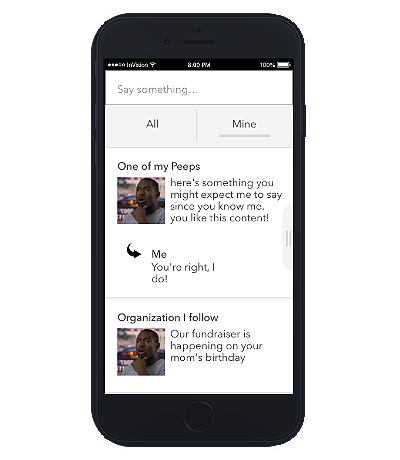 InVision 8:00 PM 100%
Say something...
All Mine
One of my Peeps
here's something you
might expect me to say
since you know me.
you like this content!
Me
You're right, I
do!
Organization I follow
Our fundraiser is
happening on your
mom's birthday